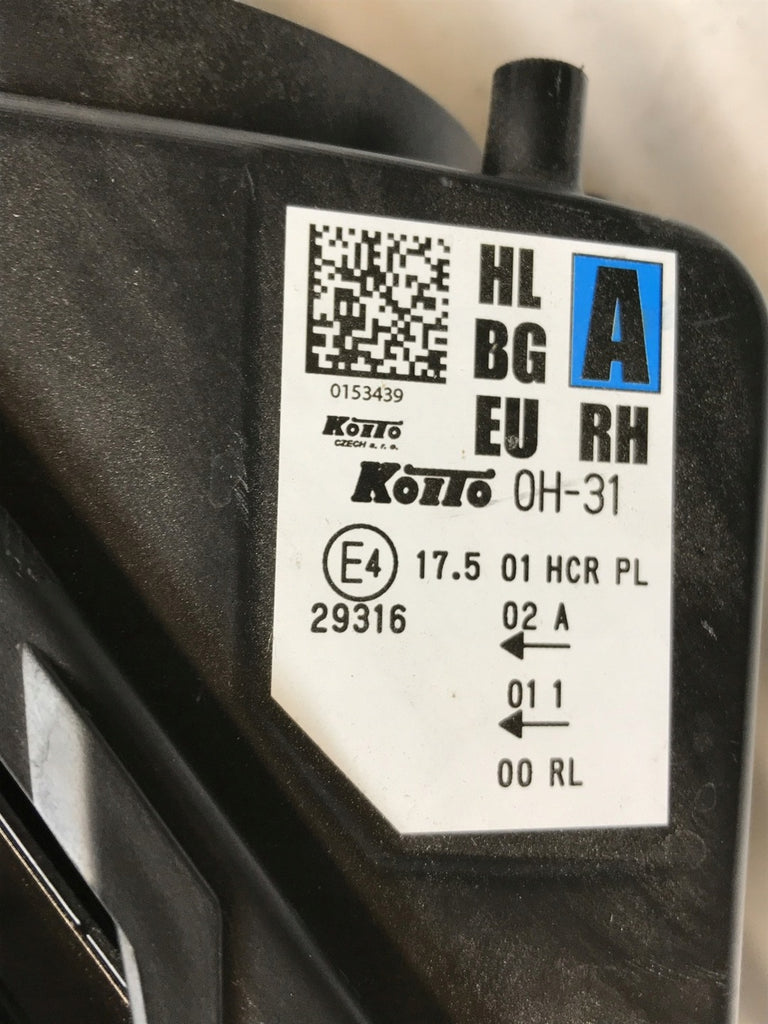 HL A
BG
0153439
EU RH
KOITO
CZECH s. r. o.
KOITO 0H-31
E4 17.5 01 HCR PL
29316 02 A
←
01 1
←
00 RL